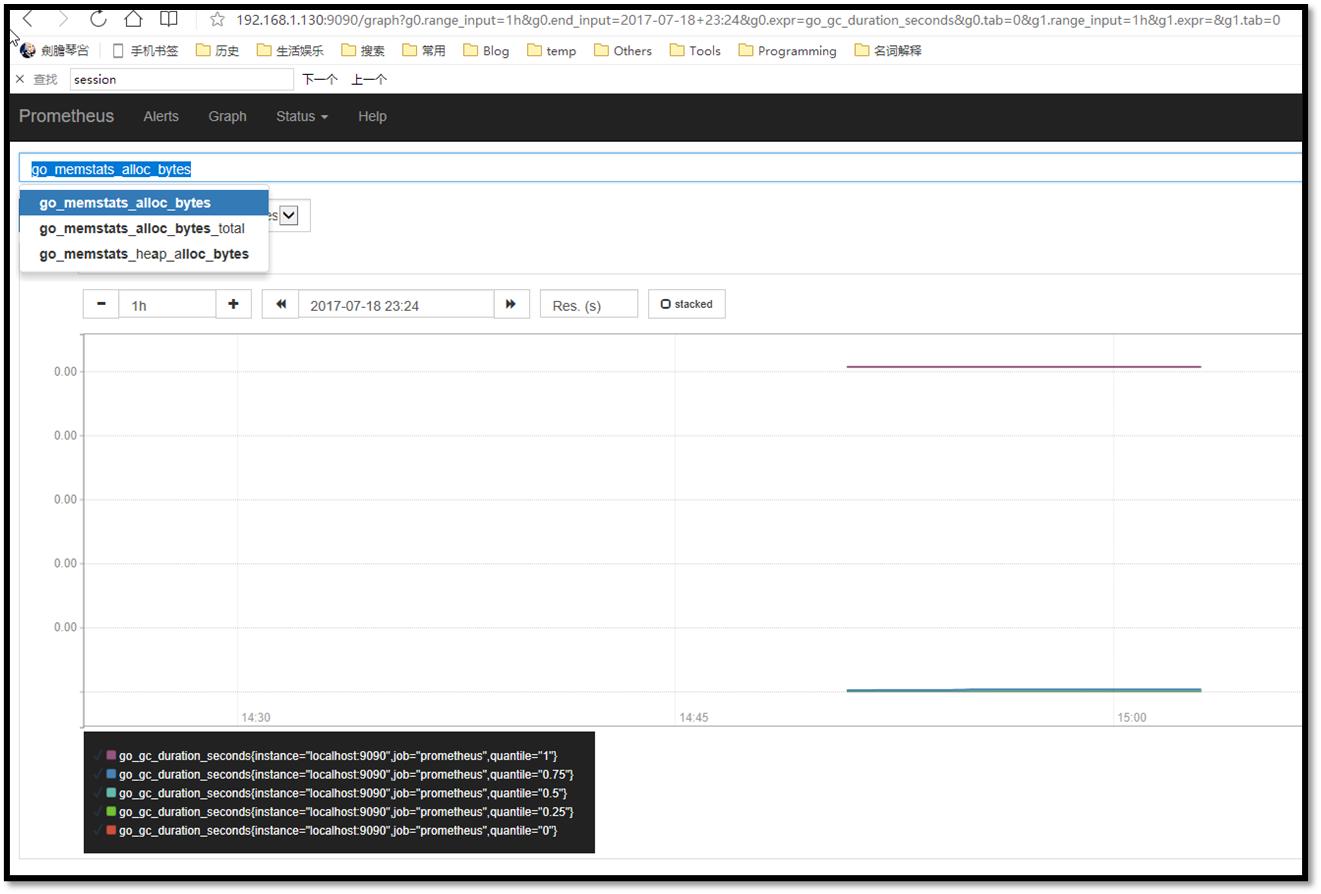 192.168.1.130:9090/graph?g0.range_input=1h&g0.end_input=2017-07-18+23:24&g0.expr=go_gc_duration_seconds&g0.tab=0&g1.range_input=1h&g1.expr=&g1.tab=0
劍膽琴宮 手机书签 历史 生活娱乐 搜索 常用 Blog temp Others Tools Programming 名词解释
× 查找 session 下一个 上一个
Prometheus Alerts Graph Status Help
go_memstats_alloc_bytes
go_memstats_alloc_bytes
go_memstats_alloc_bytes_total
go_memstats_heap_alloc_bytes
- 1h + 2017-07-18 23:24 Res. (s) stacked
0.00
0.00
0.00
0.00
0.00
14:30 14:45 15:00
go_gc_duration_seconds{instance="localhost:9090",job="prometheus",quantile="1"}
go_gc_duration_seconds{instance="localhost:9090",job="prometheus",quantile="0.75"}
go_gc_duration_seconds{instance="localhost:9090",job="prometheus",quantile="0.5"}
go_gc_duration_seconds{instance="localhost:9090",job="prometheus",quantile="0.25"}
go_gc_duration_seconds{instance="localhost:9090",job="prometheus",quantile="0"}